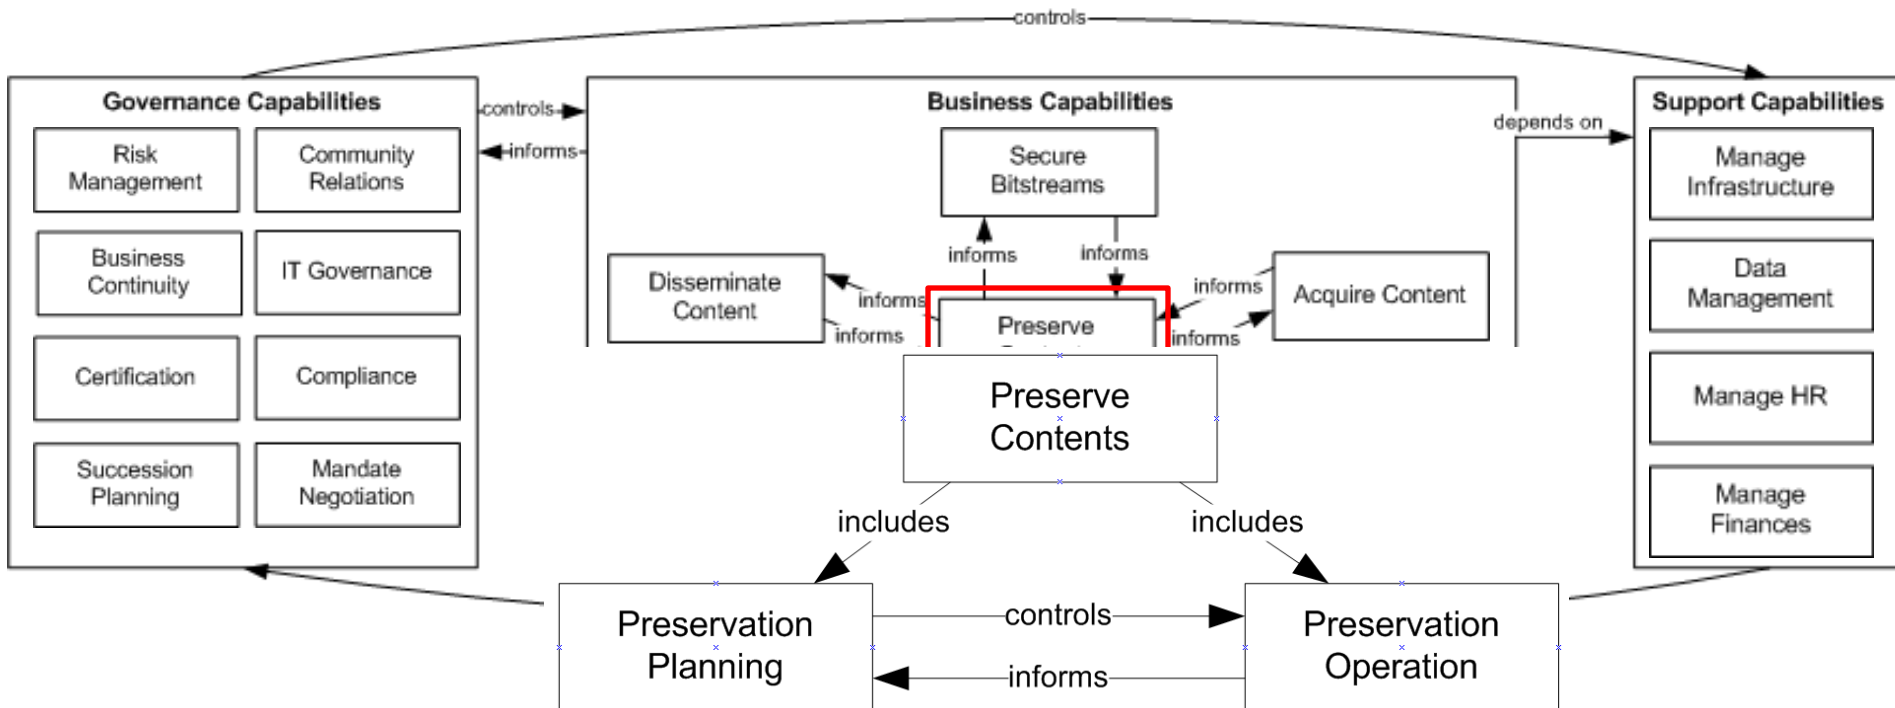 controls
Governance Capabilities
Risk
Management
Community
Relations
Business
Continuity
IT Governance
Certification
Compliance
Succession
Planning
Mandate
Negotiation
controls
informs
Business Capabilities
Secure
Bitstreams
informs
informs
Disseminate
Content
informs
informs
Preserve
informs
informs
Acquire Content
depends on
Support Capabilities
Manage
Infrastructure
Data
Management
Manage HR
Manage
Finances
Preserve
Contents
includes
includes
Preservation
Planning
controls
informs
Preservation
Operation